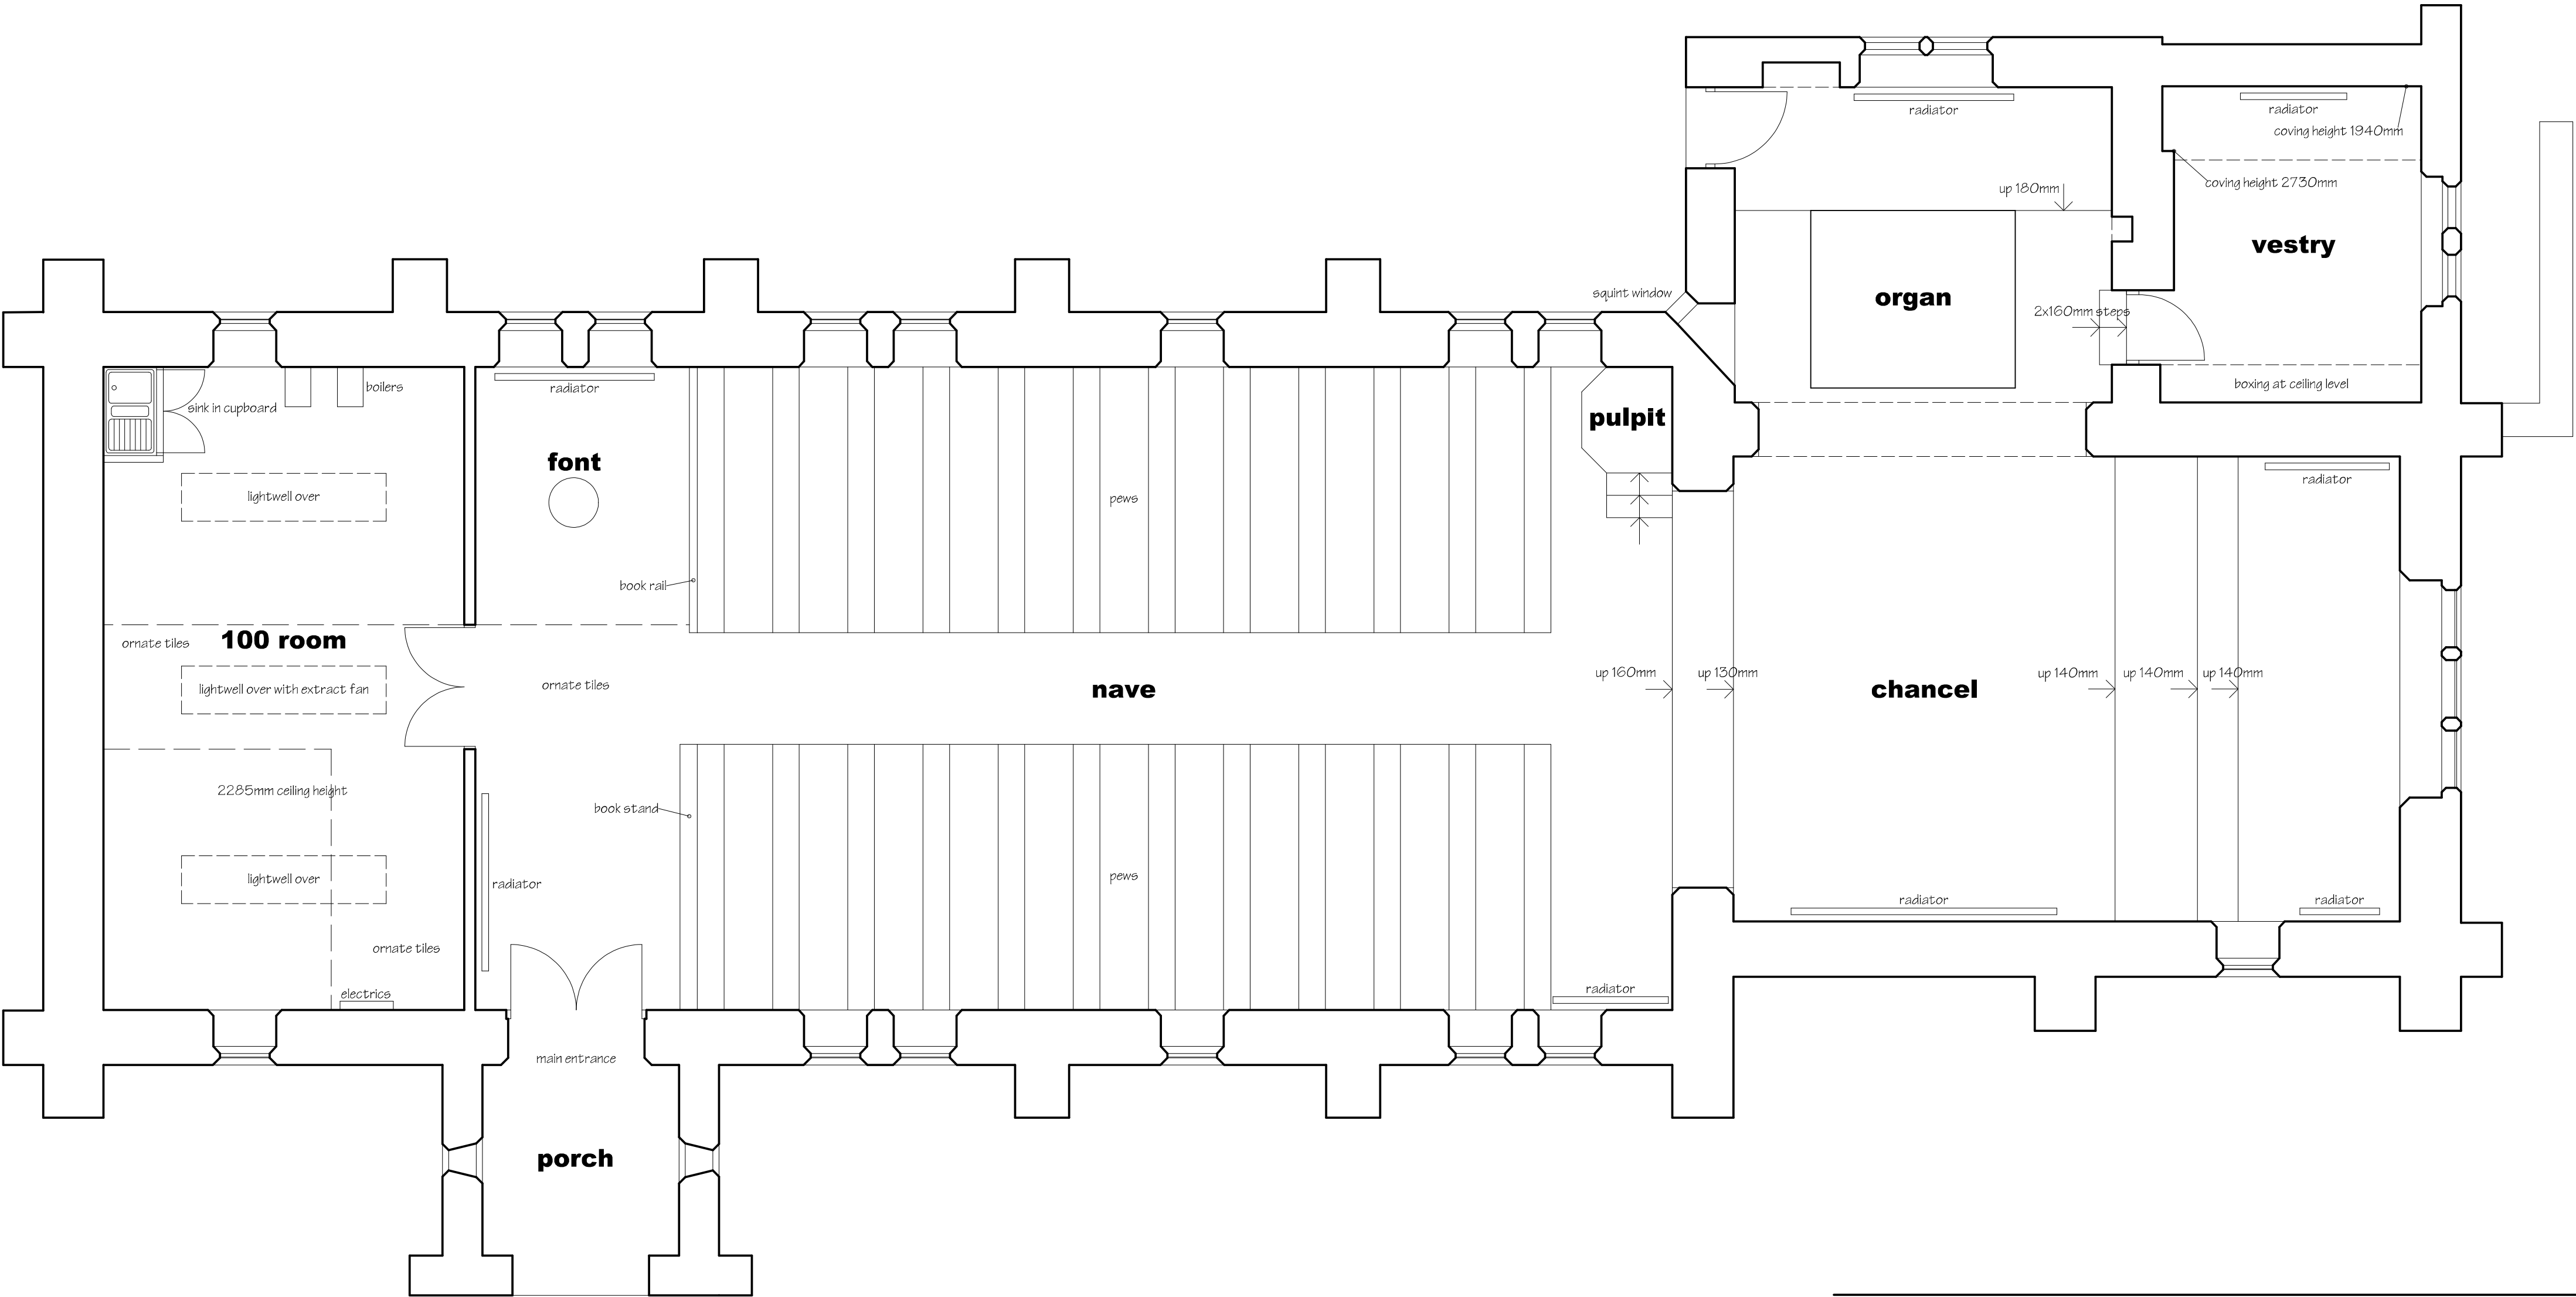 radiator
radiator
coving height 1940mm
coving height 2730mm
up 180mm
vestry
squint window
organ
2x160mm steps
boilers
radiator
boxing at ceiling level
sink in cupboard
pulpit
font
lightwell over
pews
radiator
book rail
ornate tiles
100 room
ornate tiles
lightwell over with extract fan
nave
up 160mm
up 130mm
chancel
up 140mm
up 140mm
up 140mm
2285mm ceiling height
book stand
lightwell over
radiator
pews
radiator
radiator
ornate tiles
electrics
radiator
main entrance
porch